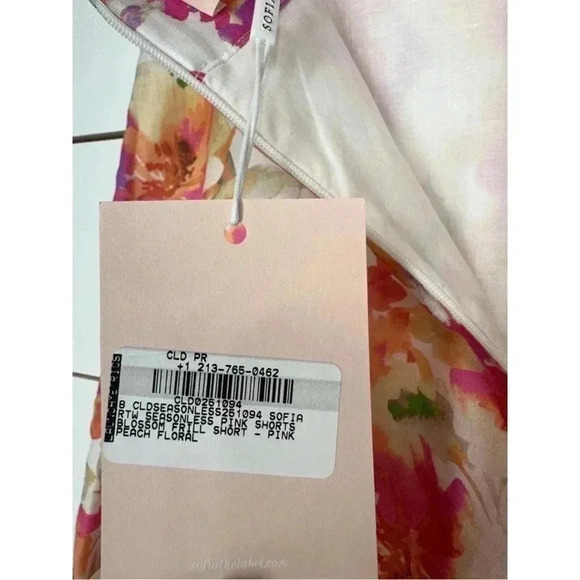 SOFIA
CLD PR
+1 213-765-0462
CLD0251094
8 CLDSEASONLESS251094 SOFIA
RTW SEASONLESS PINK SHORTS
BLOSSOM FRILL SHORT - PINK
PEACH FLORAL
sofiathelabel.com